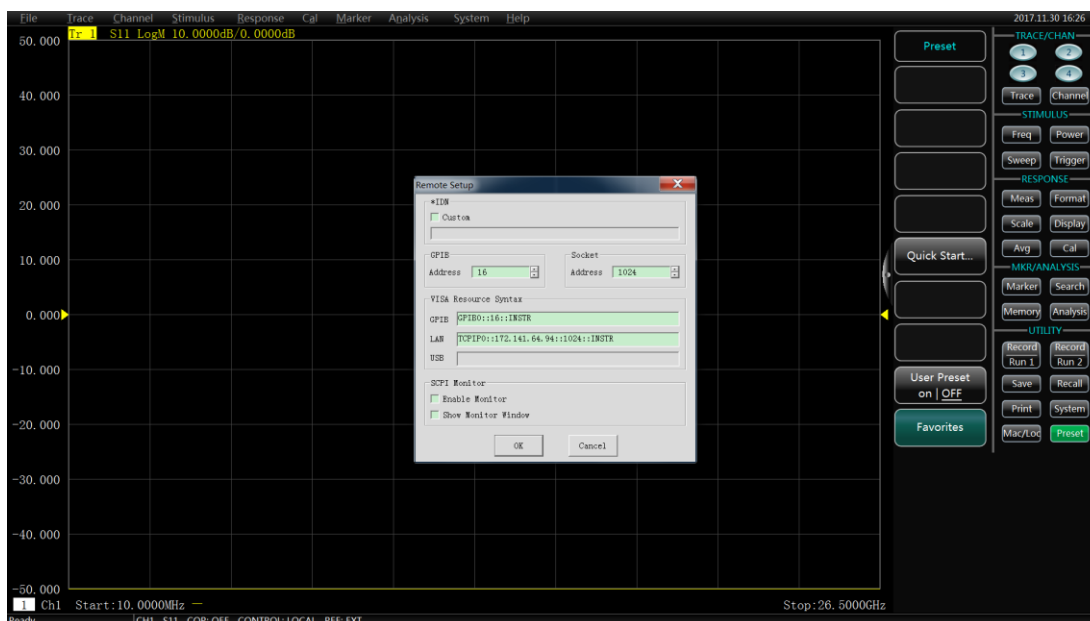 File Trace Channel Stimulus Response Cal Marker Analysis System Help
2017.11.30 16:26
Tr 1 S11 LogM 10.0000dB/0.0000dB
50.000
40.000
30.000
20.000
10.000
0.000
-10.000
-20.000
-30.000
-40.000
-50.000
Remote Setup
*IDN
Custom
GPIB
Address 16
Socket
Address 1024
VISA Resource Syntax
GPIB GPIB0::16::INSTR
LAN TCPIP0::172.141.64.94::1024::INSTR
USB
SCPI Monitor
Enable Monitor
Show Monitor Window
OK Cancel
1 Ch1 Start:10.0000MHz — Stop:26.5000GHz
Ready CH1 S11 COR: OFF CONTROL: LOCAL REF: EXT
Preset
Quick Start...
User Preset
on | OFF
Favorites
TRACE/CHAN
1 2
3 4
Trace Channel
STIMULUS
Freq Power
Sweep Trigger
RESPONSE
Meas Format
Scale Display
Avg Cal
MKR/ANALYSIS
Marker Search
Memory Analysis
UTILITY
Record Record
Run 1 Run 2
Save Recall
Print System
Mac/Loc Preset